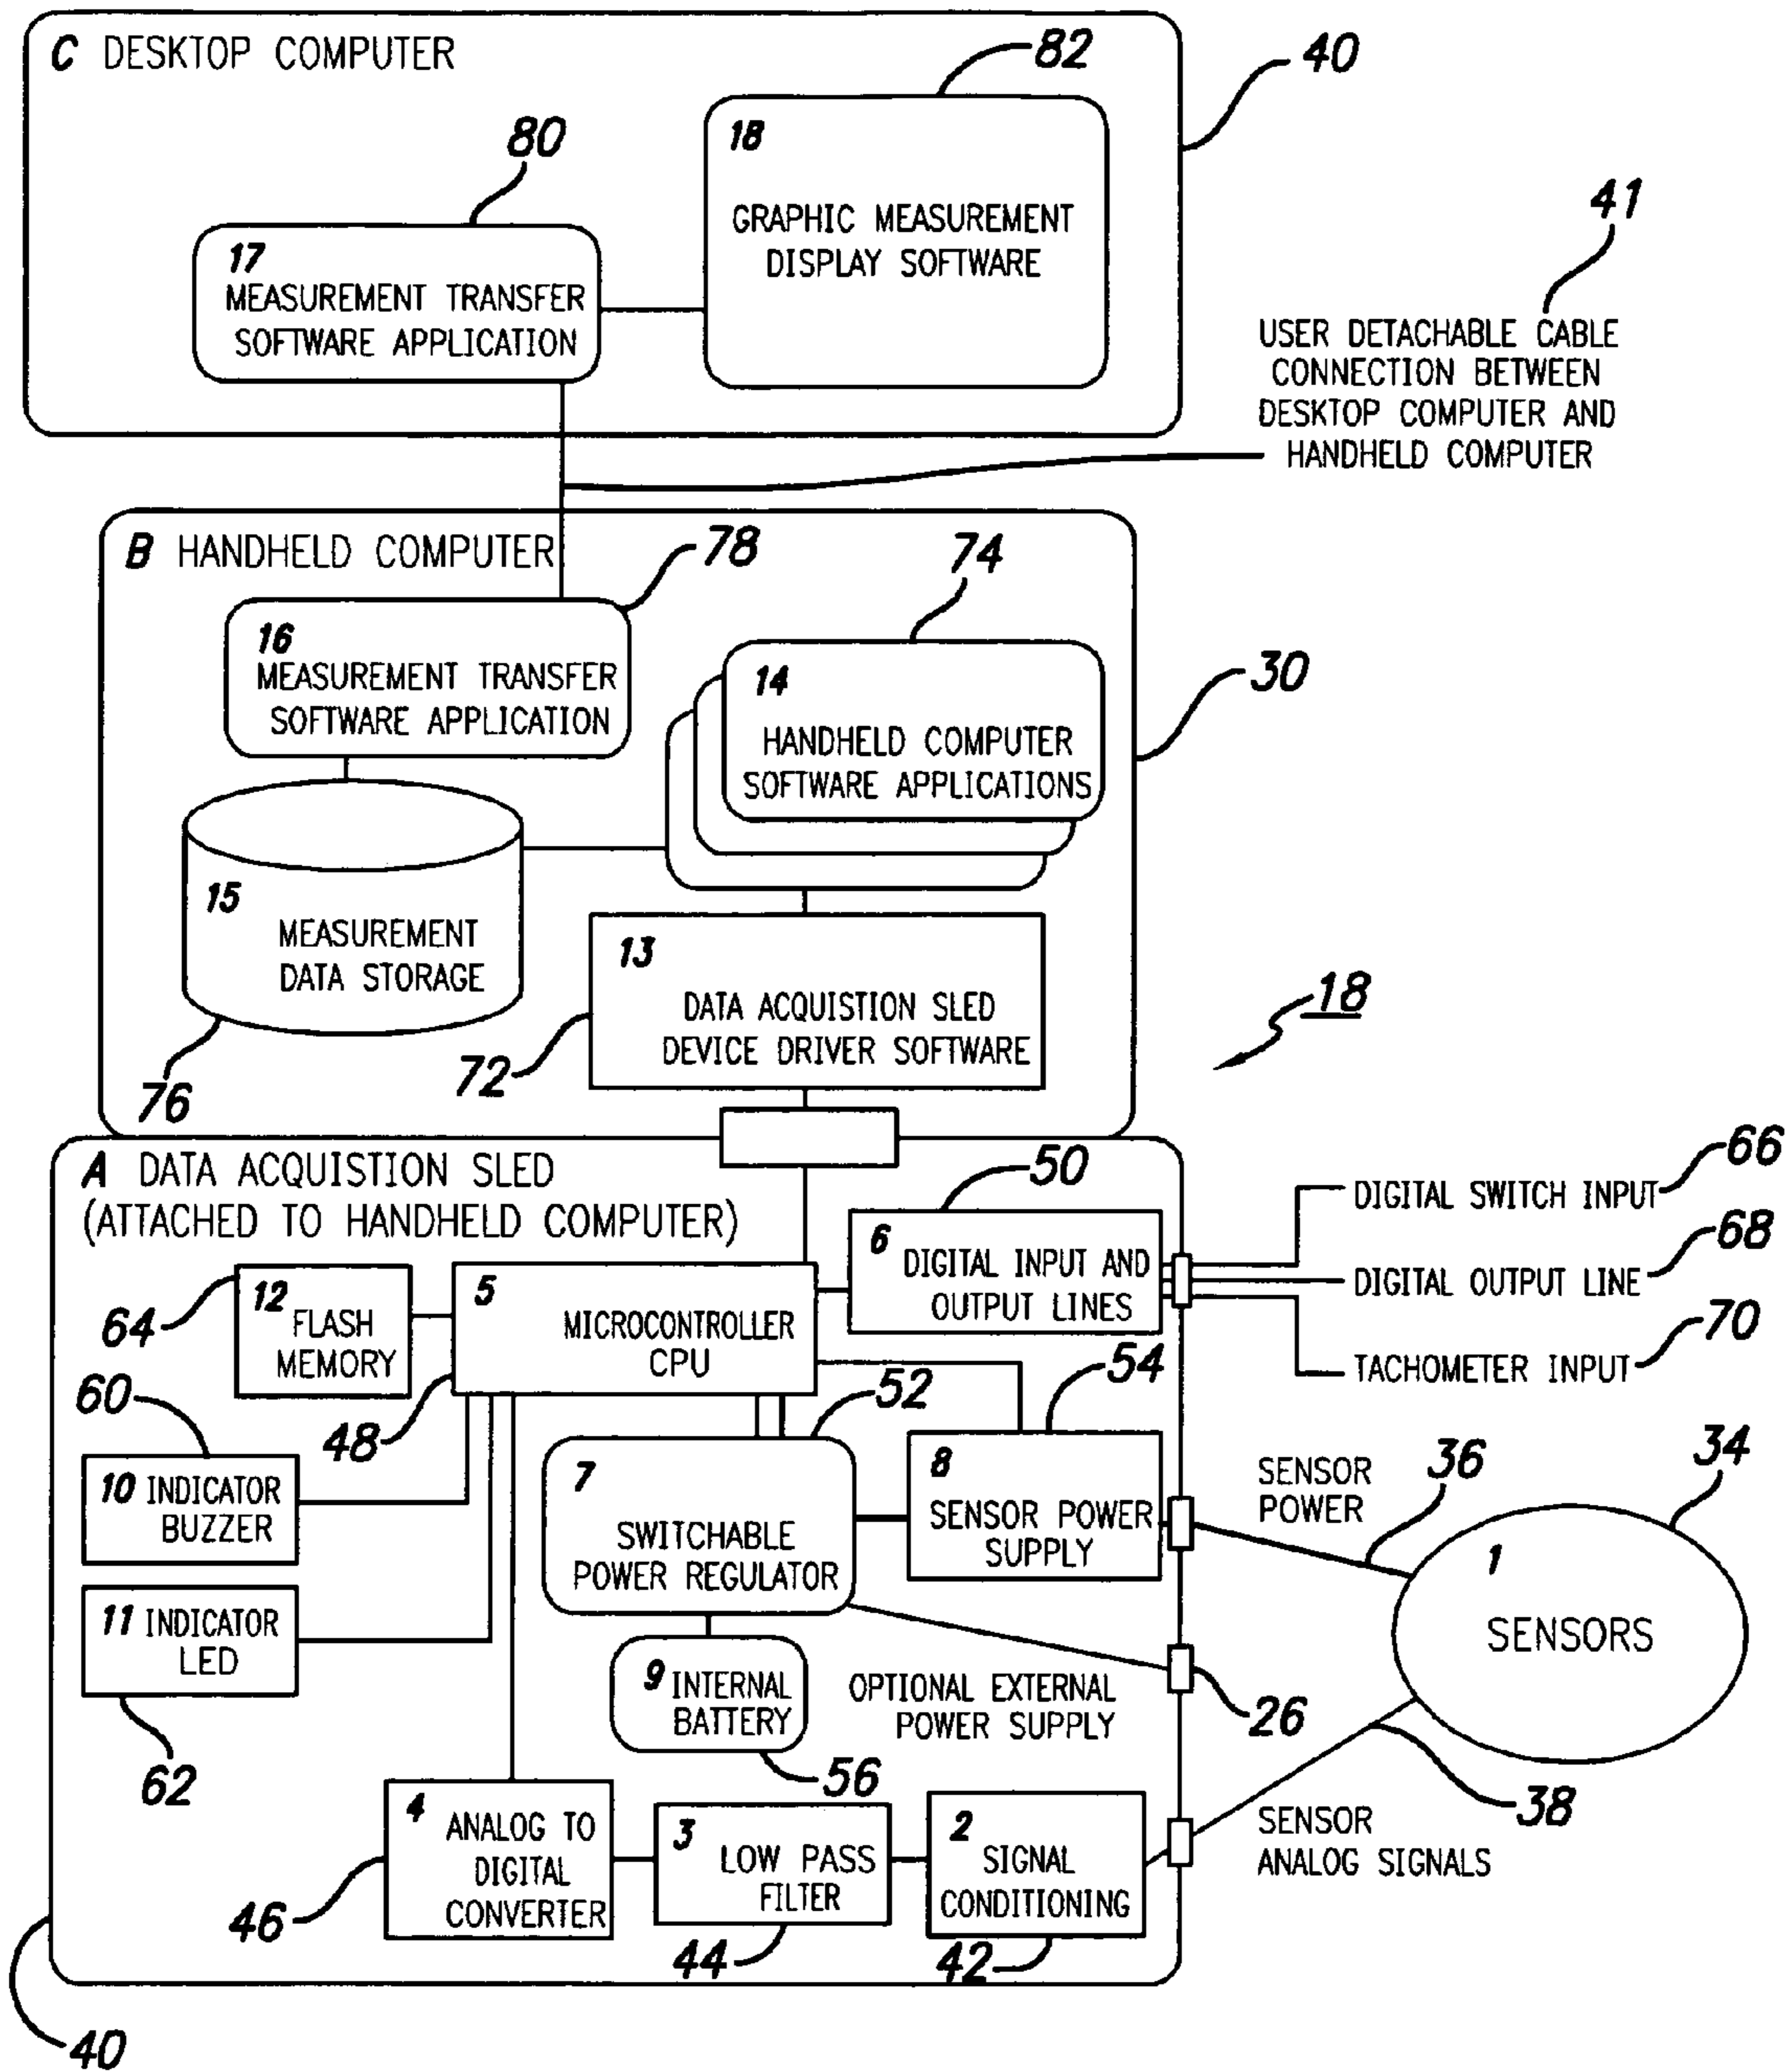 C DESKTOP COMPUTER
82
40
18
GRAPHIC MEASUREMENT
DISPLAY SOFTWARE
80
17
MEASUREMENT TRANSFER
SOFTWARE APPLICATION
41
USER DETACHABLE CABLE
CONNECTION BETWEEN
DESKTOP COMPUTER AND
HANDHELD COMPUTER
B HANDHELD COMPUTER
78
74
30
16
MEASUREMENT TRANSFER
SOFTWARE APPLICATION
14
HANDHELD COMPUTER
SOFTWARE APPLICATIONS
15
MEASUREMENT
DATA STORAGE
76
13
DATA ACQUISTION SLED
DEVICE DRIVER SOFTWARE
72
18
A DATA ACQUISTION SLED
(ATTACHED TO HANDHELD COMPUTER)
50
6
DIGITAL INPUT AND
OUTPUT LINES
DIGITAL SWITCH INPUT
66
DIGITAL OUTPUT LINE
68
TACHOMETER INPUT
70
64
12
FLASH
MEMORY
5
MICROCONTROLLER
CPU
48
60
10 INDICATOR
BUZZER
11 INDICATOR
LED
62
52
7
SWITCHABLE
POWER REGULATOR
54
8
SENSOR POWER
SUPPLY
SENSOR
POWER
36
34
1
SENSORS
9 INTERNAL
BATTERY
56
OPTIONAL EXTERNAL
POWER SUPPLY
26
4
ANALOG TO
DIGITAL
CONVERTER
46
3
LOW PASS
FILTER
44
2
SIGNAL
CONDITIONING
42
38
SENSOR
ANALOG SIGNALS
40